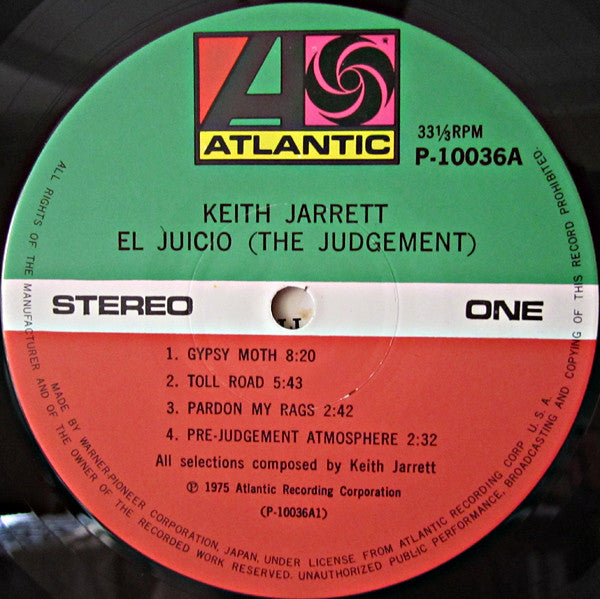 ATLANTIC
33⅓RPM
P-10036A
KEITH JARRETT
EL JUICIO (THE JUDGEMENT)
STEREO
ONE
1. GYPSY MOTH 8:20
2. TOLL ROAD 5:43
3. PARDON MY RAGS 2:42
4. PRE-JUDGEMENT ATMOSPHERE 2:32
All selections composed by Keith Jarrett
℗ 1975 Atlantic Recording Corporation
(P-10036A1)
MADE BY WARNER-PIONEER CORPORATION, JAPAN, UNDER LICENSE FROM ATLANTIC RECORDING CORP. U.S.A.
ALL RIGHTS OF THE MANUFACTURER AND OF THE OWNER OF THE RECORDED WORK RESERVED. UNAUTHORIZED PUBLIC PERFORMANCE, BROADCASTING AND COPYING OF THIS RECORD PROHIBITED.